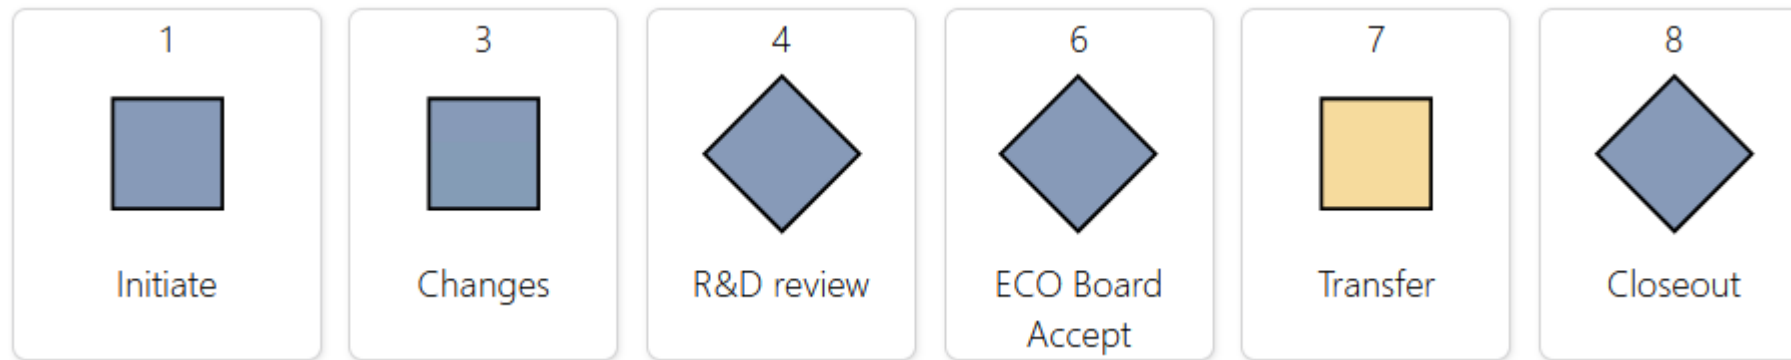 1
3
4
6
7
8
Initiate
Changes
R&D review
ECO Board
Accept
Transfer
Closeout